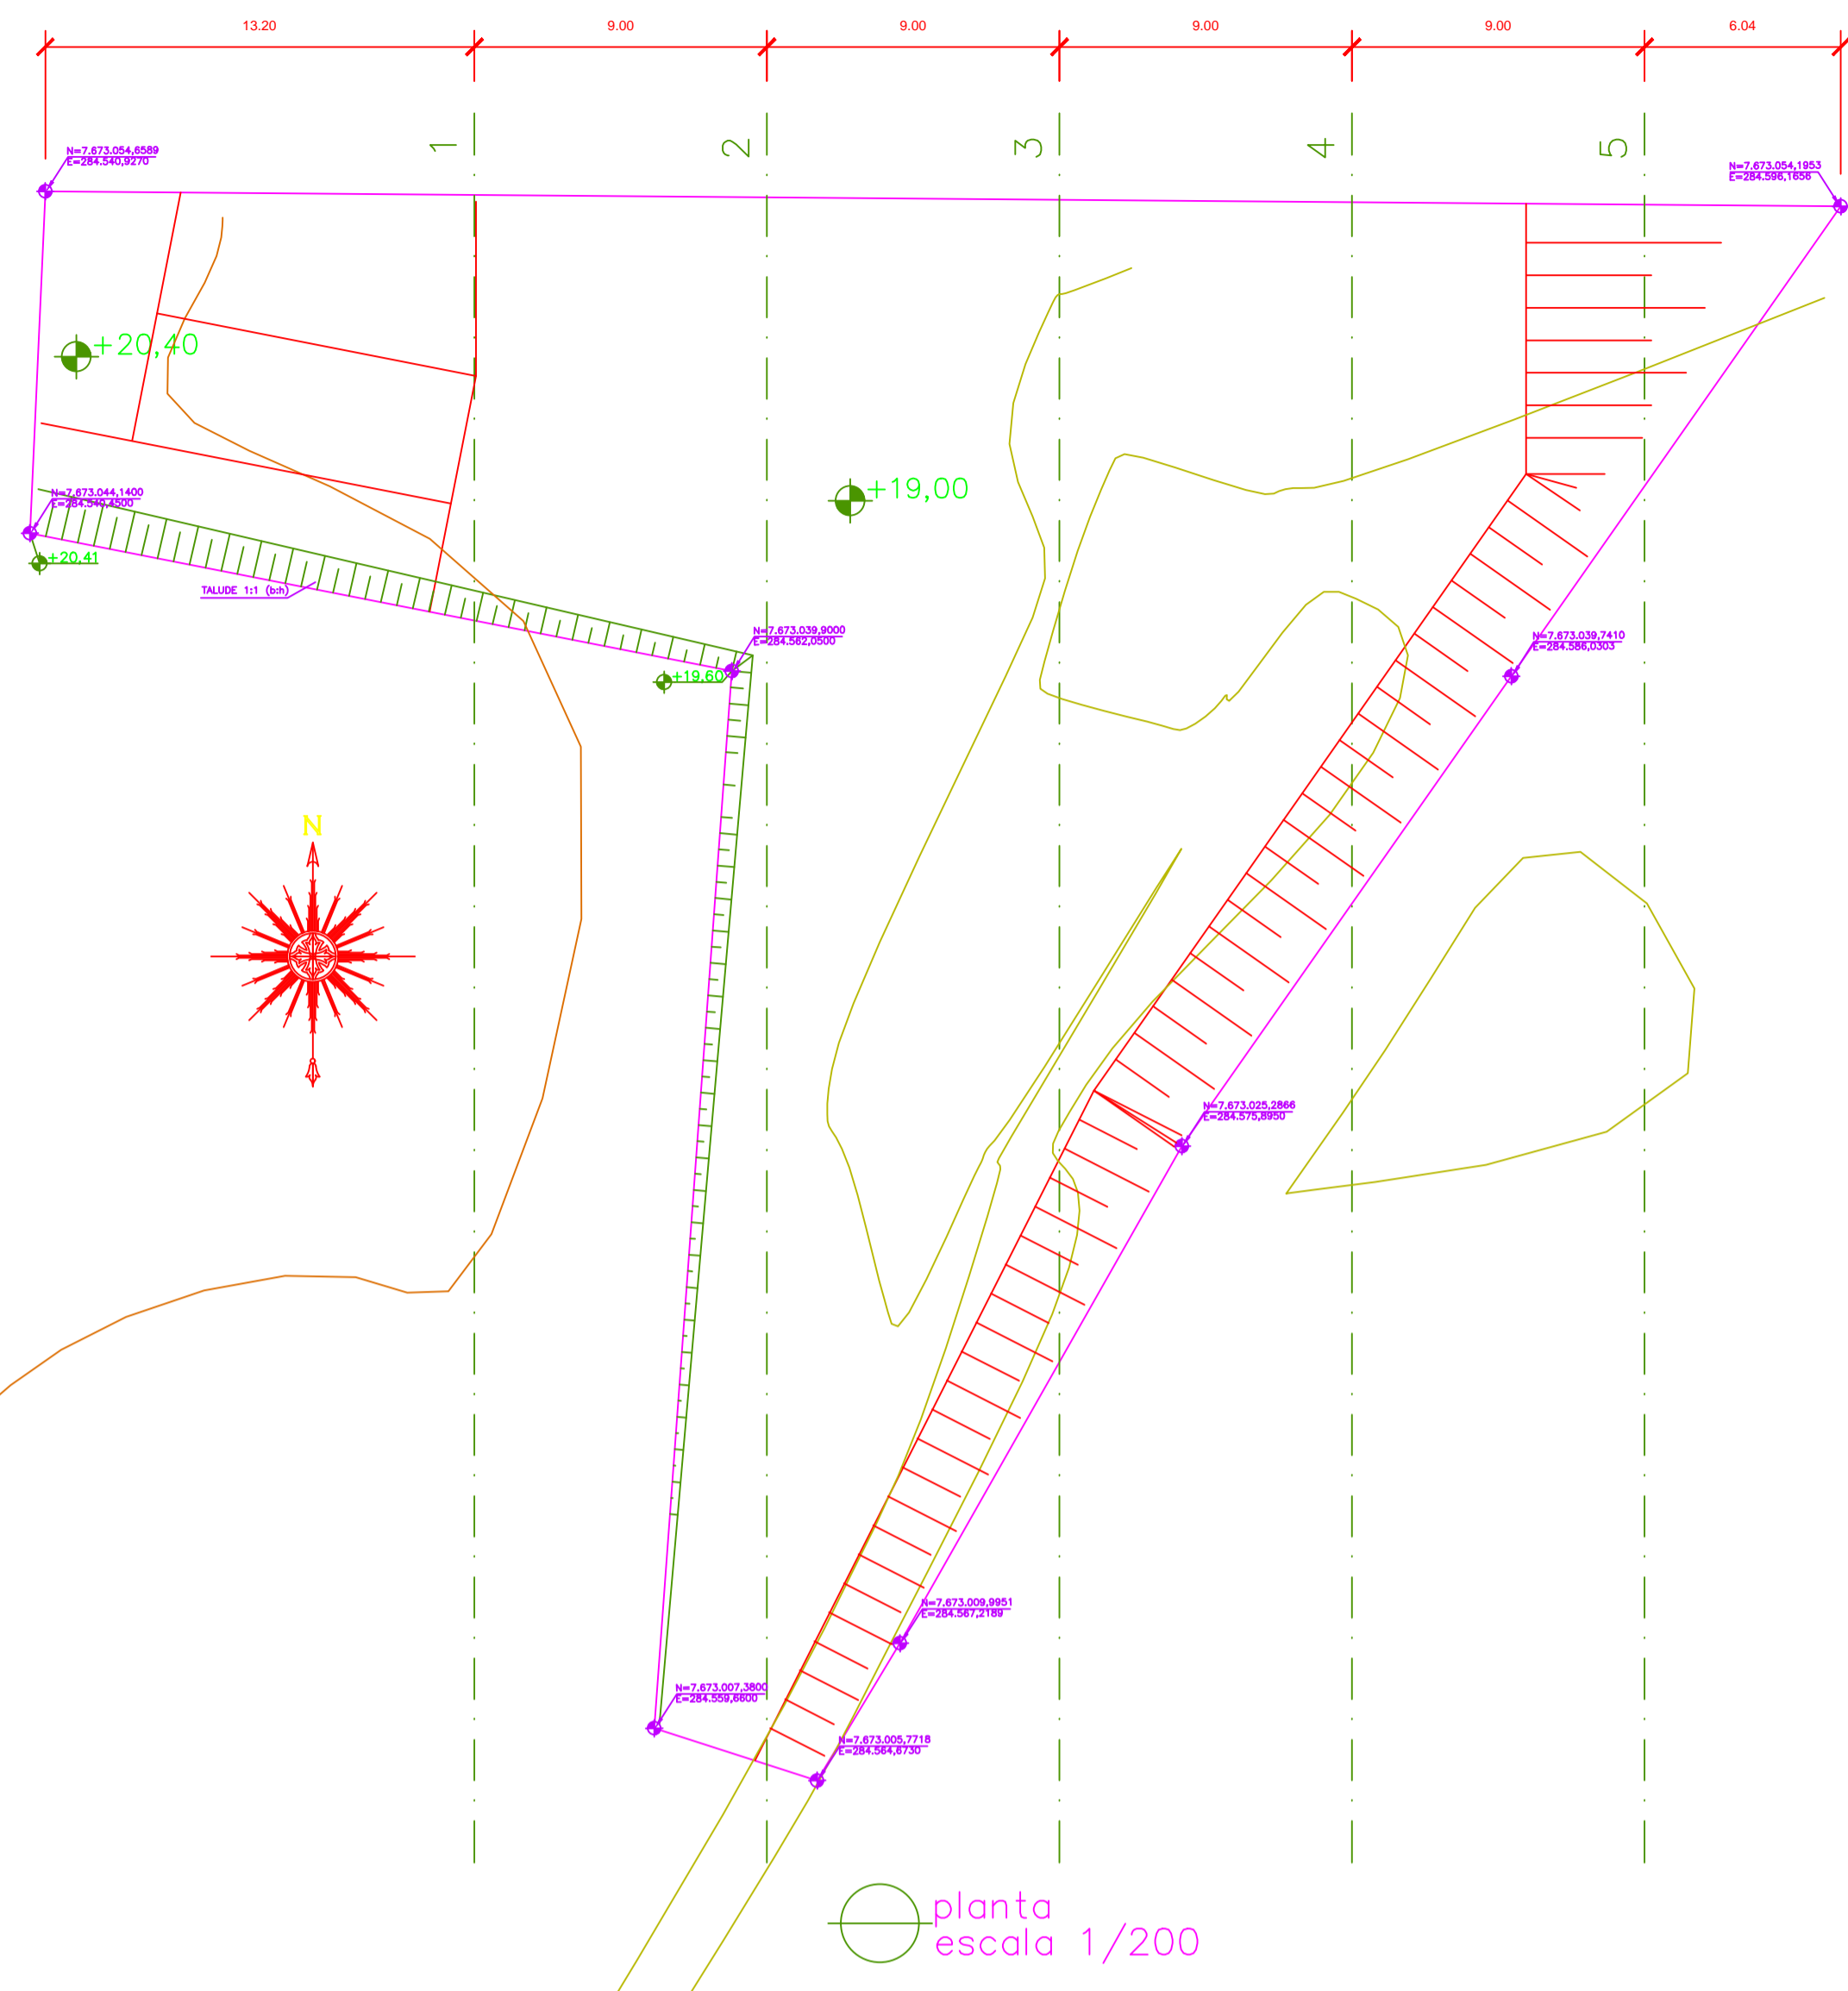 13.20 9.00 9.00 9.00 9.00 6.04
1 2 3 4 5
N=7.673.054,6589
E=284.540,9270
N=7.673.054,1953
E=284.596,1656
+20,40
+19,00
N=7.673.044,1400
E=284.540,4500
+20,41
TALUDE 1:1 (b:h)
N=7.673.039,9000
E=284.562,0500
N=7.673.039,7410
E=284.586,0303
+19,60
N
N=7.673.025,2866
E=284.575,8950
N=7.673.009,9951
E=284.567,2189
N=7.673.007,3800
E=284.559,6600
N=7.673.005,7718
E=284.564,6730
planta
escala 1/200